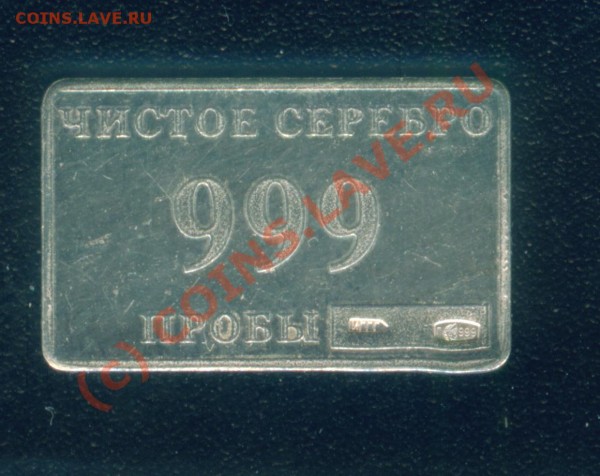 COINS.LAVE.RU
ЧИСТОЕ СЕРЕБРО
999
ПРОБЫ
(c) COINS.LAVE.RU